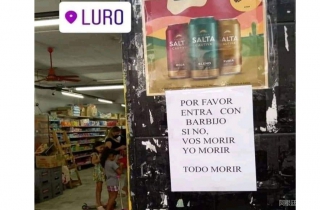 LURO
SALTA
SALTA
SALTA
POR FAVOR
ENTRA CON
BARBIJO
SI NO,
VOS MORIR
YO MORIR
TODO MORIR